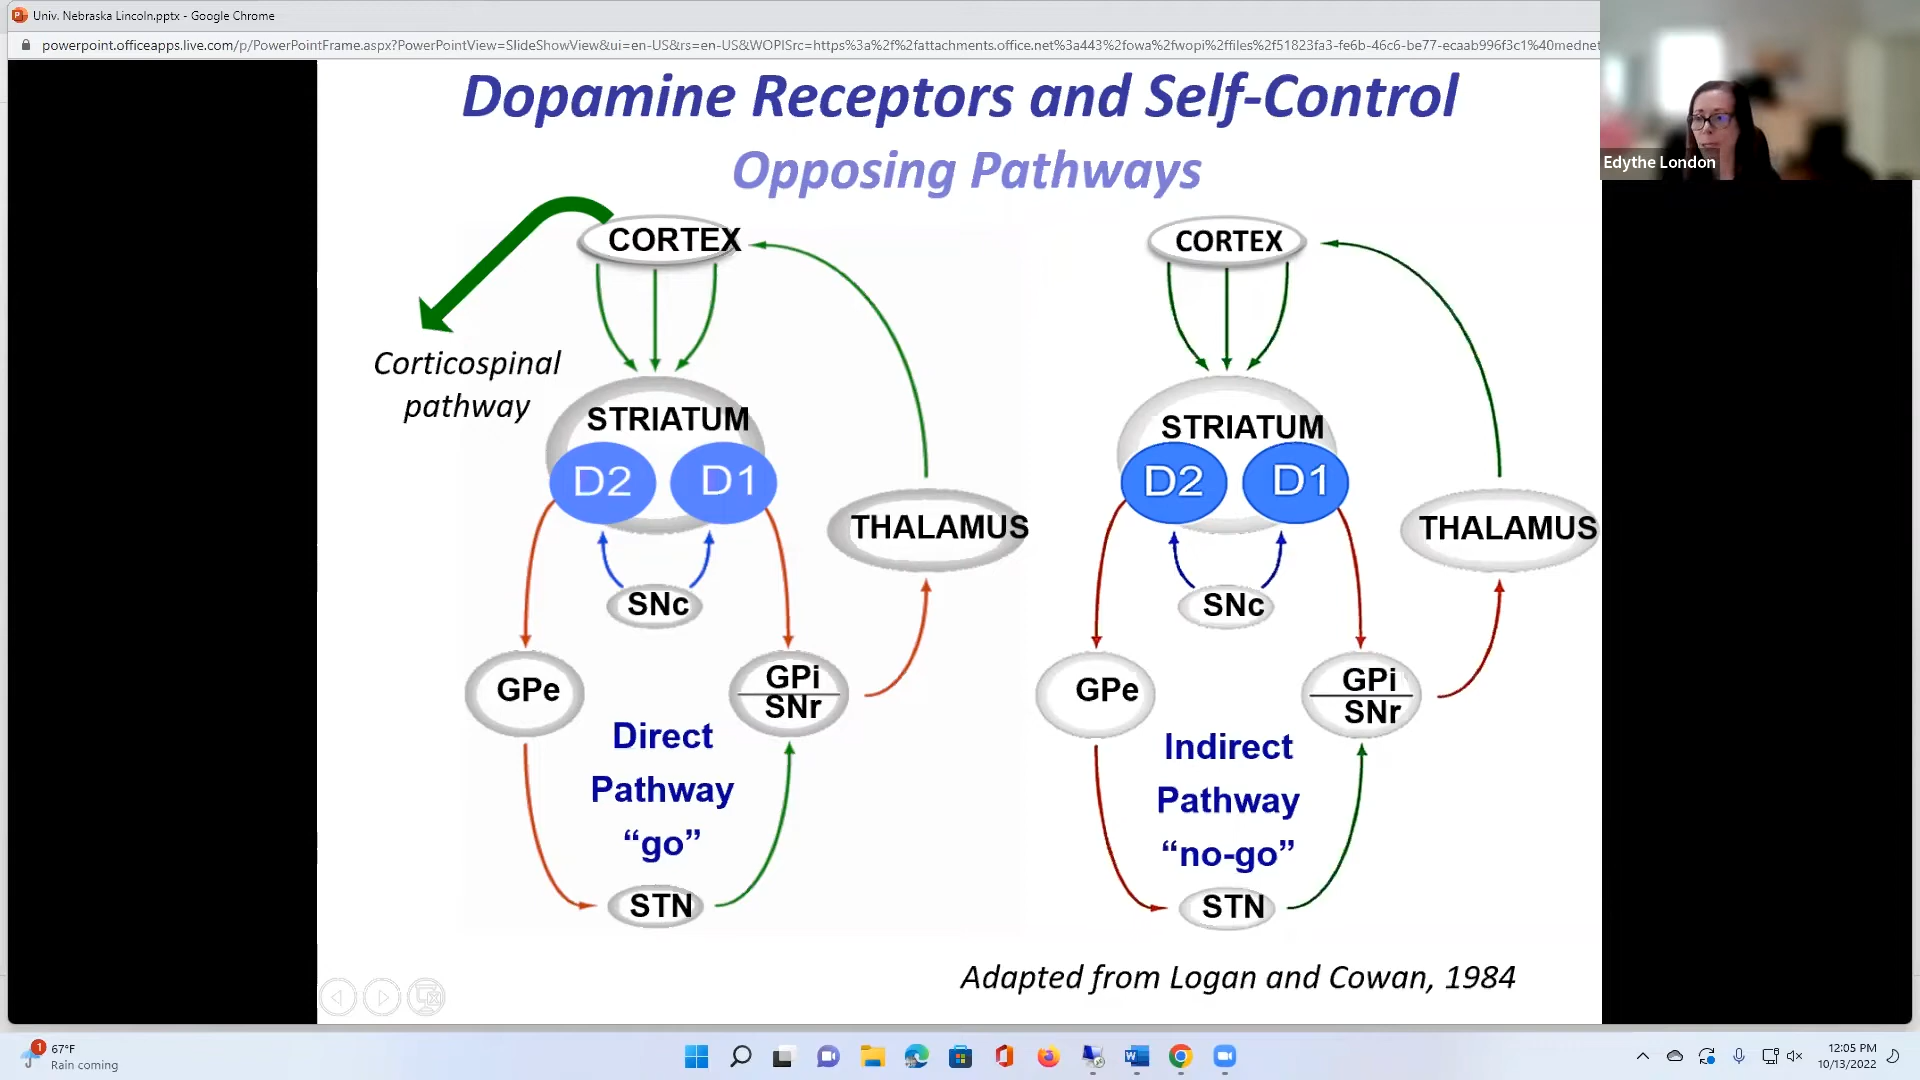 Univ. Nebraska Lincoln.pptx - Google Chrome
powerpoint.officeapps.live.com/p/PowerPointFrame.aspx?PowerPointView=SlideShowView&ui=en-US&rs=en-US&WOPISrc=https%3a%2f%2fattachments.office.net%3a443%2fowa%2fwopi%2ffiles%2f51823fa3-fe6b-46c6-be77-ecaab996f3c1%40mednet
Edythe London
Dopamine Receptors and Self-Control
Opposing Pathways
CORTEX
Corticospinal
pathway
STRIATUM
D2 D1
THALAMUS
SNc
GPe
GPi
SNr
Direct
Pathway
“go”
STN
CORTEX
STRIATUM
D2 D1
THALAMUS
SNc
GPe
GPi
SNr
Indirect
Pathway
“no-go”
STN
Adapted from Logan and Cowan, 1984
1
67°F
Rain coming
12:05 PM
10/13/2022